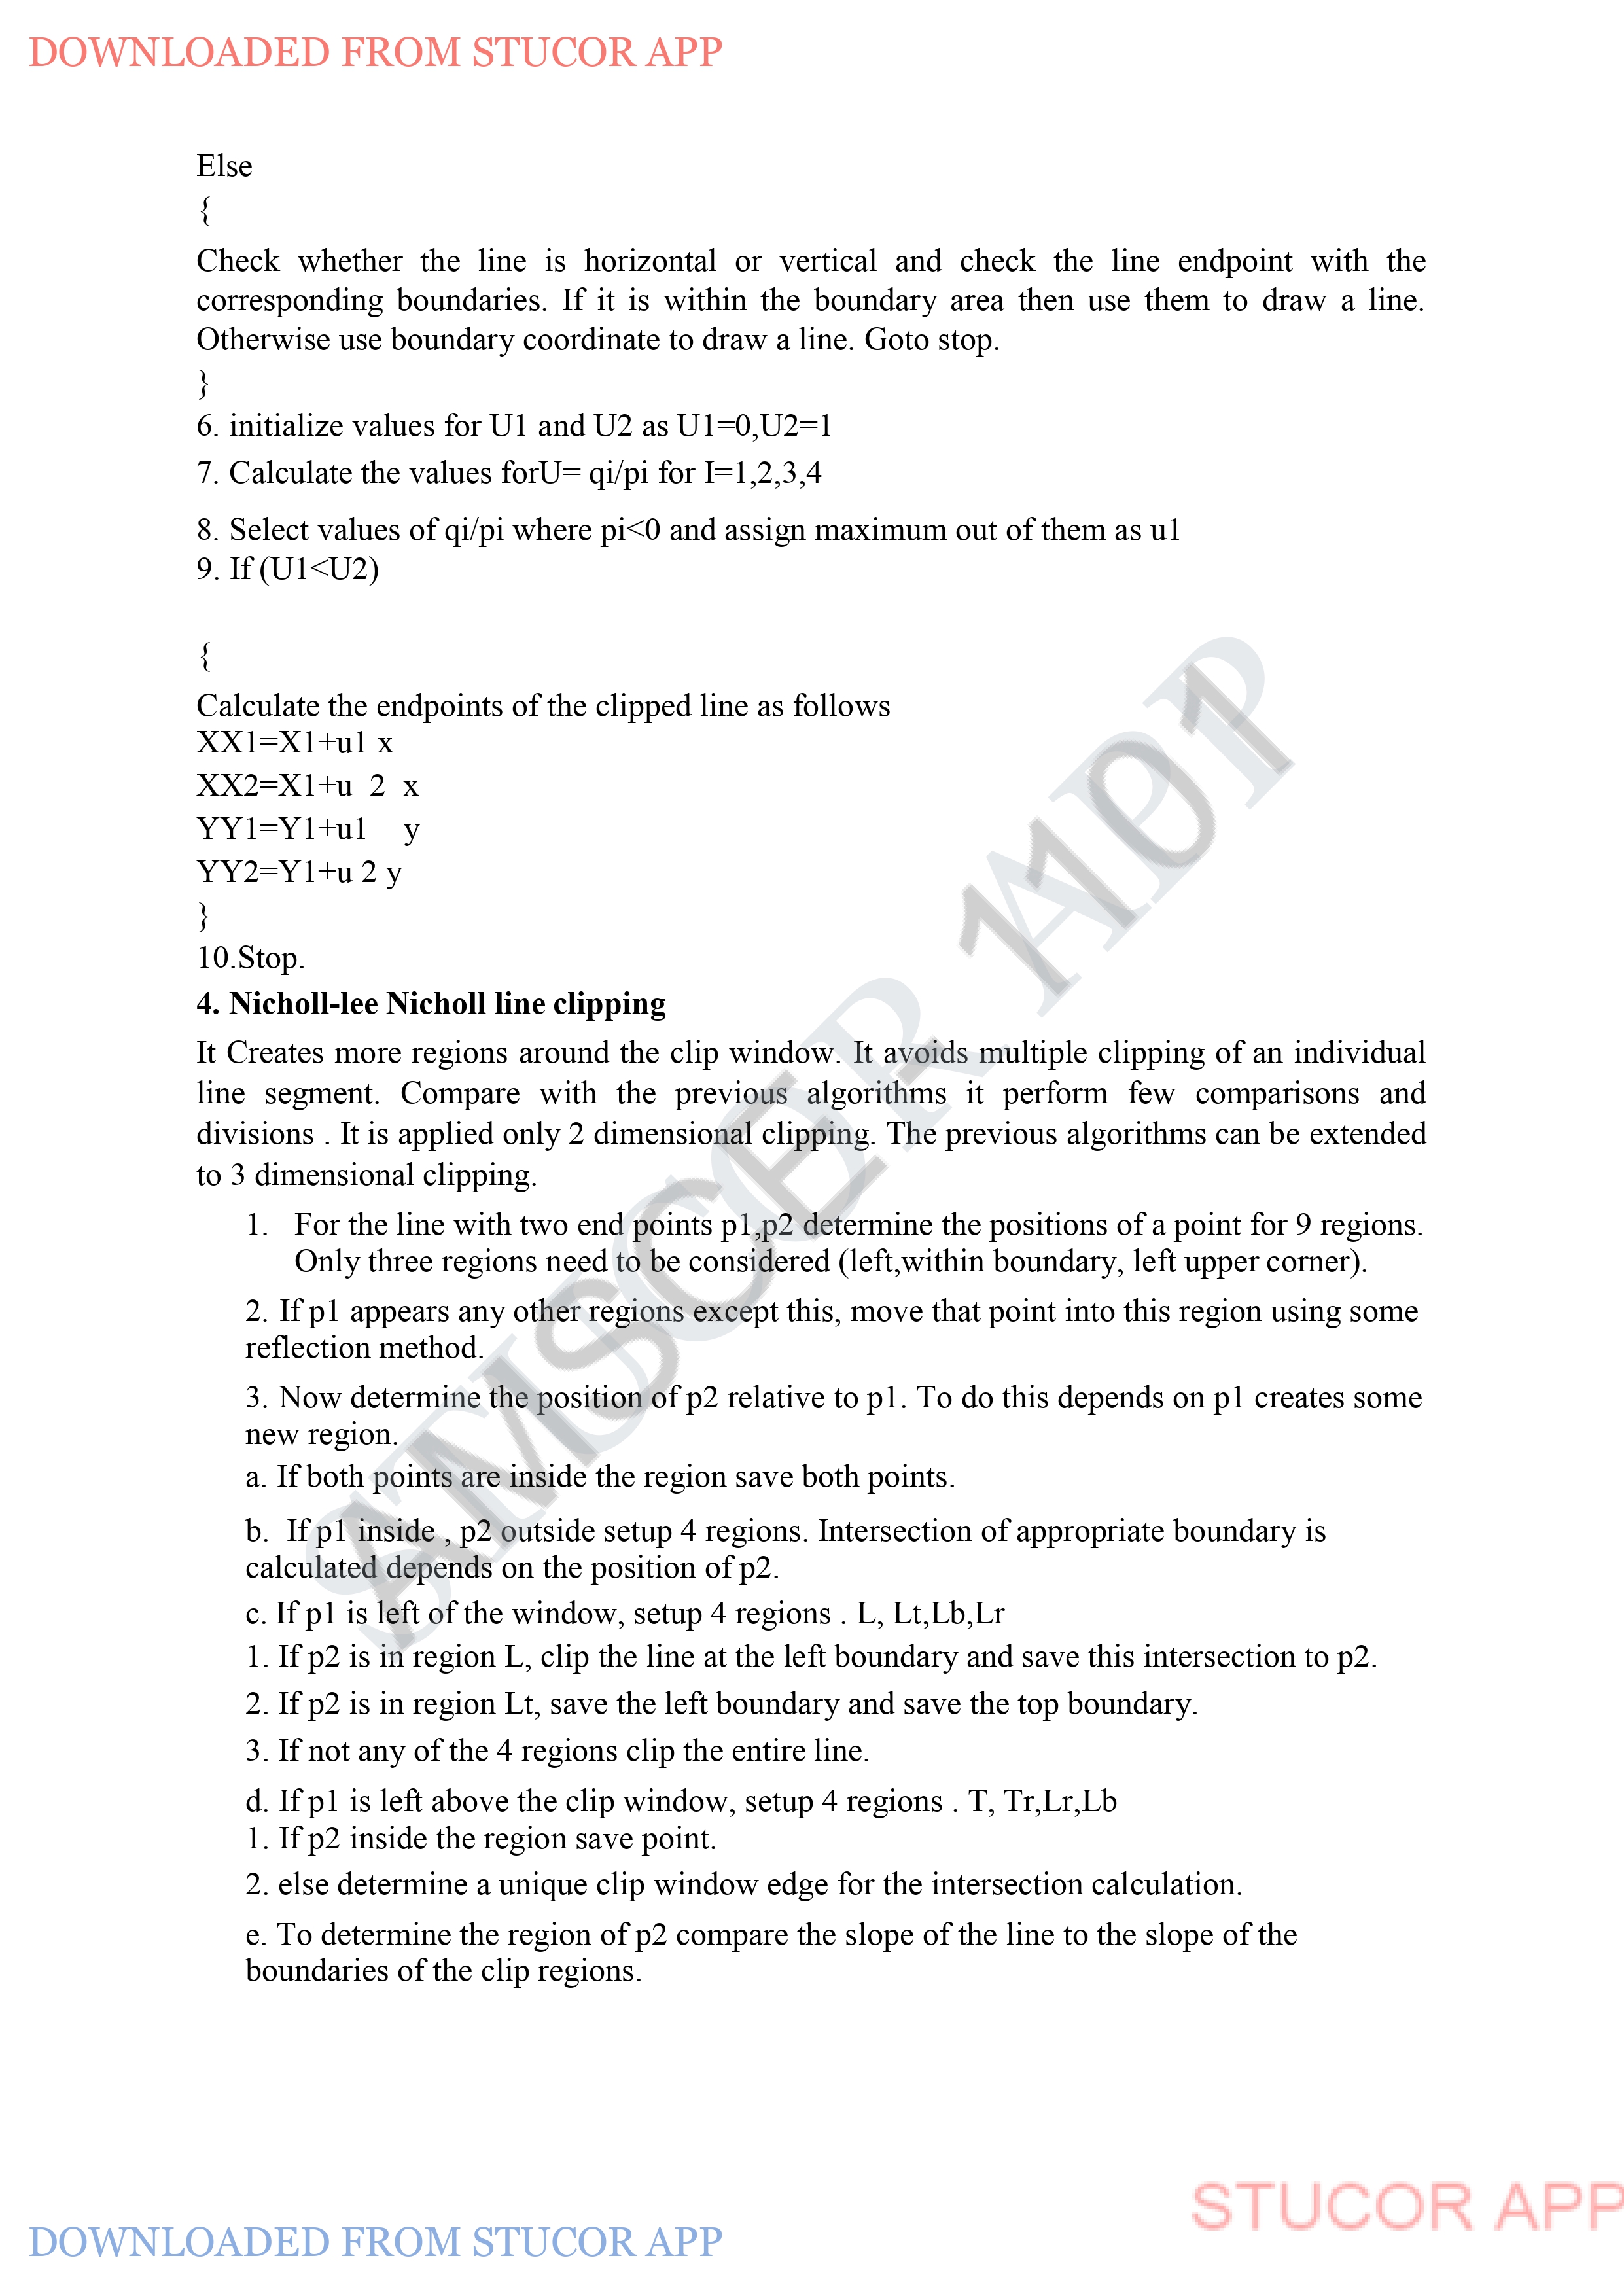 DOWNLOADED FROM STUCOR APP
Else
{
Check whether the line is horizontal or vertical and check the line endpoint with the
corresponding boundaries. If it is within the boundary area then use them to draw a line.
Otherwise use boundary coordinate to draw a line. Goto stop.
}
6. initialize values for U1 and U2 as U1=0,U2=1
7. Calculate the values forU= qi/pi for I=1,2,3,4
8. Select values of qi/pi where pi<0 and assign maximum out of them as u1
9. If (U1<U2)
{
Calculate the endpoints of the clipped line as follows
XX1=X1+u1 x
XX2=X1+u 2 x
YY1=Y1+u1 y
YY2=Y1+u 2 y
}
10.Stop.
4. Nicholl-lee Nicholl line clipping
It Creates more regions around the clip window. It avoids multiple clipping of an individual
line segment. Compare with the previous algorithms it perform few comparisons and
divisions . It is applied only 2 dimensional clipping. The previous algorithms can be extended
to 3 dimensional clipping.
1. For the line with two end points p1,p2 determine the positions of a point for 9 regions.
Only three regions need to be considered (left,within boundary, left upper corner).
2. If p1 appears any other regions except this, move that point into this region using some
reflection method.
3. Now determine the position of p2 relative to p1. To do this depends on p1 creates some
new region.
a. If both points are inside the region save both points.
b. If p1 inside , p2 outside setup 4 regions. Intersection of appropriate boundary is
calculated depends on the position of p2.
c. If p1 is left of the window, setup 4 regions . L, Lt,Lb,Lr
1. If p2 is in region L, clip the line at the left boundary and save this intersection to p2.
2. If p2 is in region Lt, save the left boundary and save the top boundary.
3. If not any of the 4 regions clip the entire line.
d. If p1 is left above the clip window, setup 4 regions . T, Tr,Lr,Lb
1. If p2 inside the region save point.
2. else determine a unique clip window edge for the intersection calculation.
e. To determine the region of p2 compare the slope of the line to the slope of the
boundaries of the clip regions.
STUCOR APP
AMSCE 1101
STUCOR APP
DOWNLOADED FROM STUCOR APP